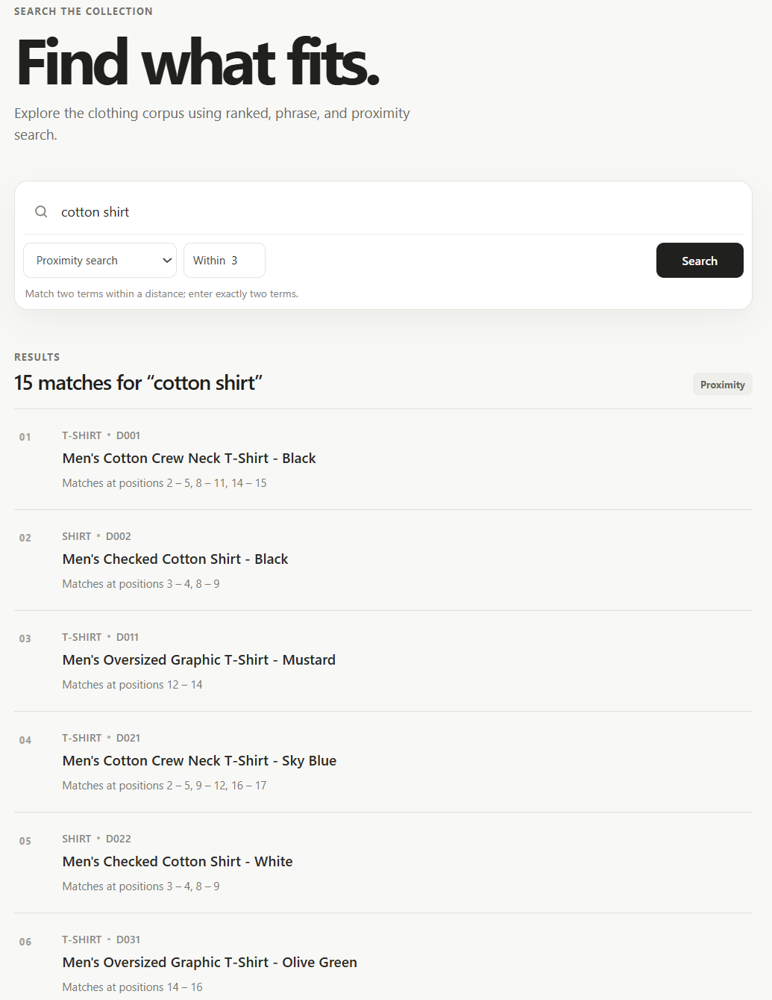 SEARCH THE COLLECTION
Find what fits.
Explore the clothing corpus using ranked, phrase, and proximity
search.
cotton shirt
Proximity search
Within 3
Search
Match two terms within a distance; enter exactly two terms.
RESULTS
15 matches for “cotton shirt”
Proximity
01
T-SHIRT • D001
Men's Cotton Crew Neck T-Shirt - Black
Matches at positions 2 – 5, 8 – 11, 14 – 15
02
SHIRT • D002
Men's Checked Cotton Shirt - Black
Matches at positions 3 – 4, 8 – 9
03
T-SHIRT • D011
Men's Oversized Graphic T-Shirt - Mustard
Matches at positions 12 – 14
04
T-SHIRT • D021
Men's Cotton Crew Neck T-Shirt - Sky Blue
Matches at positions 2 – 5, 9 – 12, 16 – 17
05
SHIRT • D022
Men's Checked Cotton Shirt - White
Matches at positions 3 – 4, 8 – 9
06
T-SHIRT • D031
Men's Oversized Graphic T-Shirt - Olive Green
Matches at positions 14 – 16